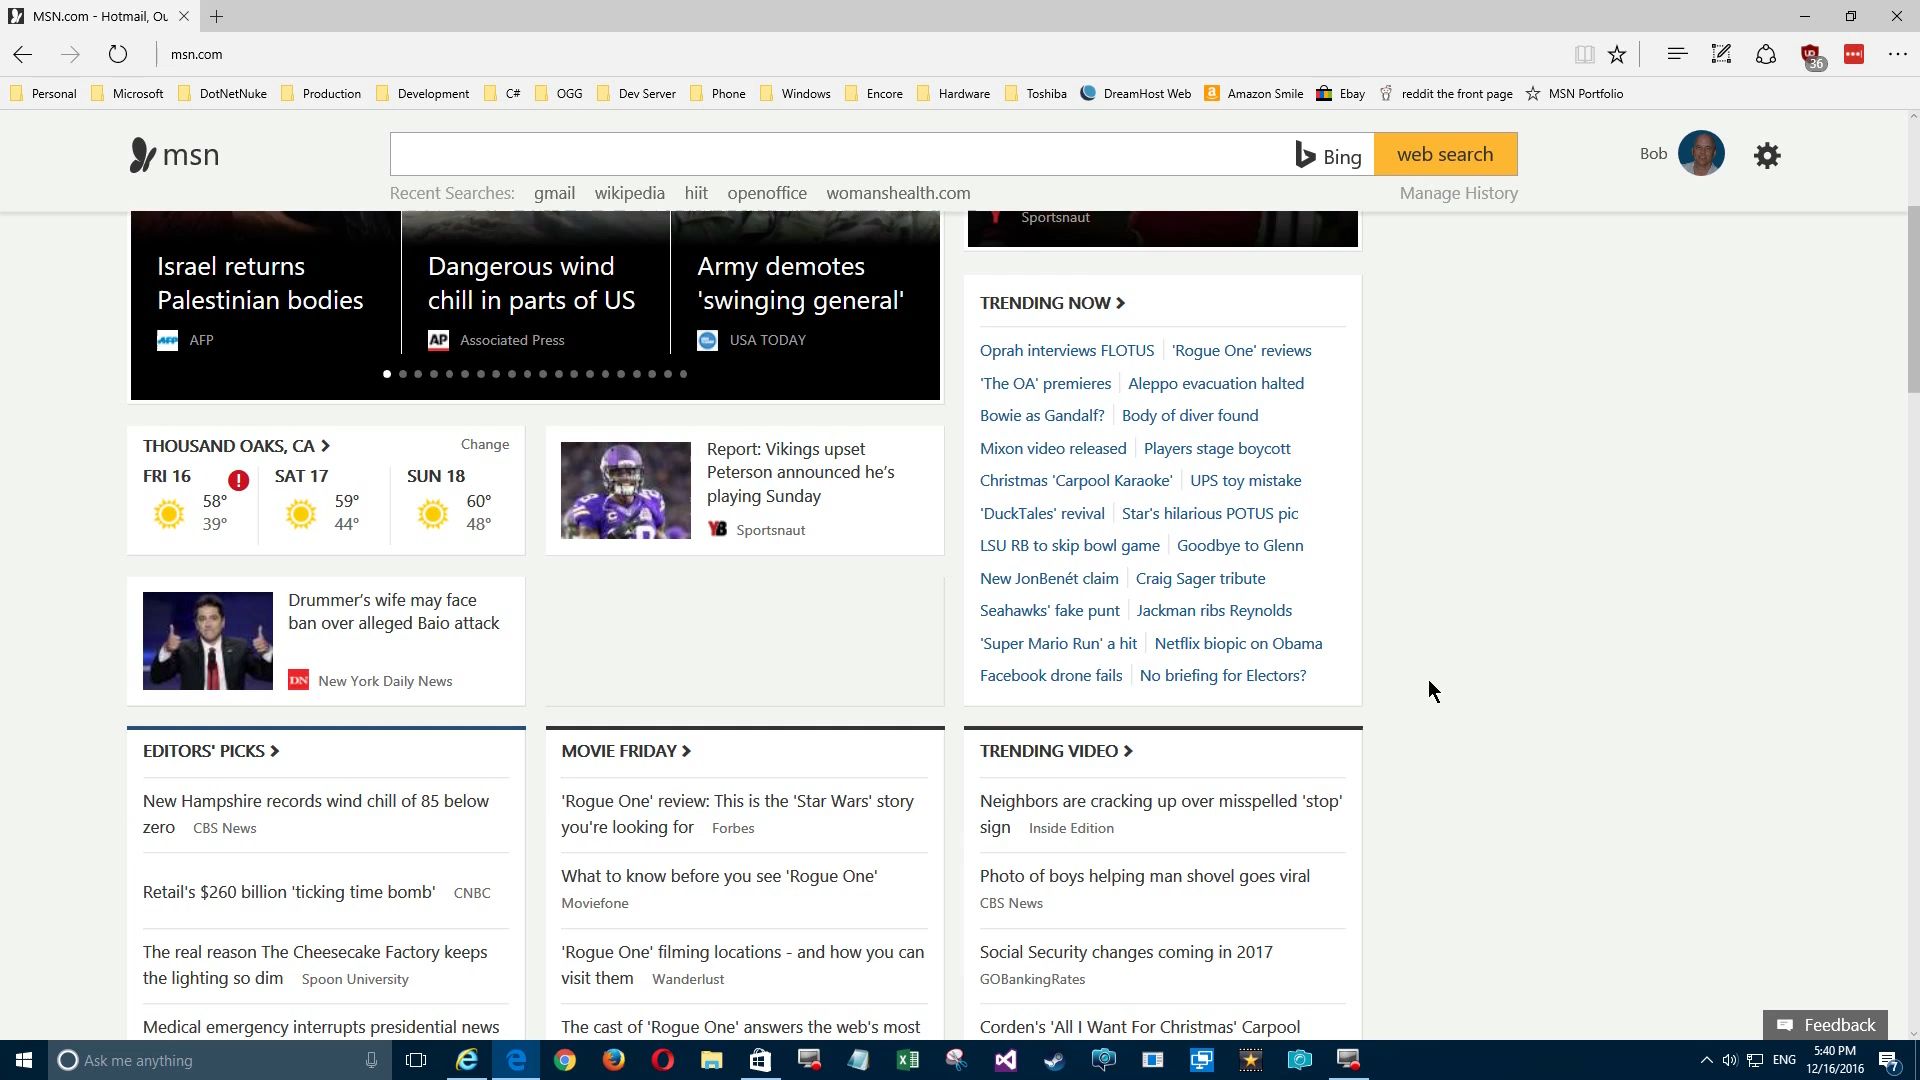 MSN.com - Hotmail, Ou
msn.com
36
Personal Microsoft DotNetNuke Production Development C# OGG Dev Server Phone Windows Encore Hardware Toshiba DreamHost Web Amazon Smile Ebay reddit the front page MSN Portfolio
msn
Bing
web search
Bob
Recent Searches: gmail wikipedia hiit openoffice womanshealth.com
Manage History
Israel returns
Palestinian bodies
AFP AFP
Dangerous wind
chill in parts of US
AP Associated Press
Army demotes
'swinging general'
USA TODAY
Sportsnaut
THOUSAND OAKS, CA
Change
FRI 16 ! SAT 17 SUN 18
58° 59° 60°
39° 44° 48°
Report: Vikings upset
Peterson announced he's
playing Sunday
YB Sportsnaut
Drummer's wife may face
ban over alleged Baio attack
DN New York Daily News
TRENDING NOW
Oprah interviews FLOTUS 'Rogue One' reviews
'The OA' premieres Aleppo evacuation halted
Bowie as Gandalf? Body of diver found
Mixon video released Players stage boycott
Christmas 'Carpool Karaoke' UPS toy mistake
'DuckTales' revival Star's hilarious POTUS pic
LSU RB to skip bowl game Goodbye to Glenn
New JonBenét claim Craig Sager tribute
Seahawks' fake punt Jackman ribs Reynolds
'Super Mario Run' a hit Netflix biopic on Obama
Facebook drone fails No briefing for Electors?
EDITORS' PICKS
New Hampshire records wind chill of 85 below
zero CBS News
Retail's $260 billion 'ticking time bomb' CNBC
The real reason The Cheesecake Factory keeps
the lighting so dim Spoon University
Medical emergency interrupts presidential news
MOVIE FRIDAY
'Rogue One' review: This is the 'Star Wars' story
you're looking for Forbes
What to know before you see 'Rogue One'
Moviefone
'Rogue One' filming locations - and how you can
visit them Wanderlust
The cast of 'Rogue One' answers the web's most
TRENDING VIDEO
Neighbors are cracking up over misspelled 'stop'
sign Inside Edition
Photo of boys helping man shovel goes viral
CBS News
Social Security changes coming in 2017
GOBankingRates
Corden's 'All I Want For Christmas' Carpool
Feedback
Ask me anything
ENG
5:40 PM
12/16/2016
7